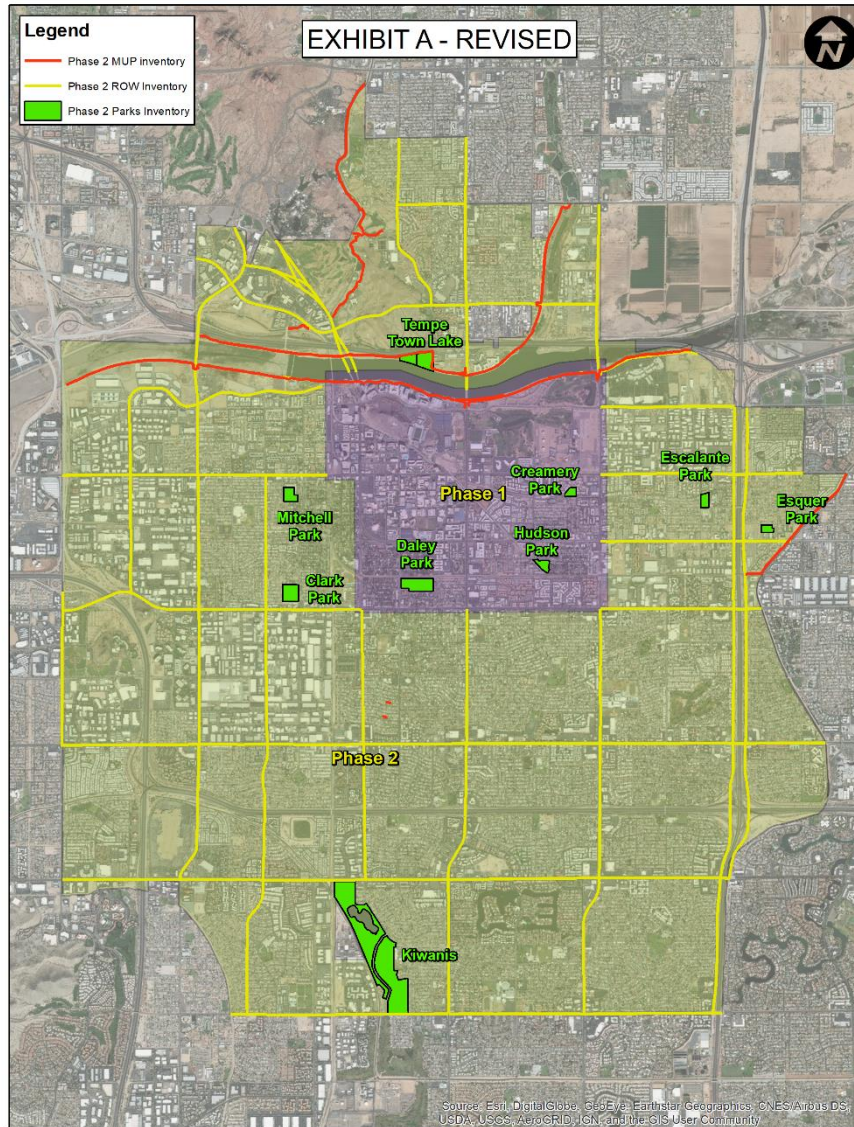 EXHIBIT A - REVISED
N
Legend
Phase 2 MUP inventory
Phase 2 ROW Inventory
Phase 2 Parks Inventory
Tempe
Town Lake
Escalante
Park
Creamery
Park
Phase 1
Esquer
Park
Mitchell
Park
Hudson
Park
Daley
Park
Clark
Park
Phase 2
Kiwanis
Source: Esri, DigitalGlobe, GeoEye, Earthstar Geographics, CNES/Airbus DS,
USDA, USGS, AeroGRID, IGN, and the GIS User Community